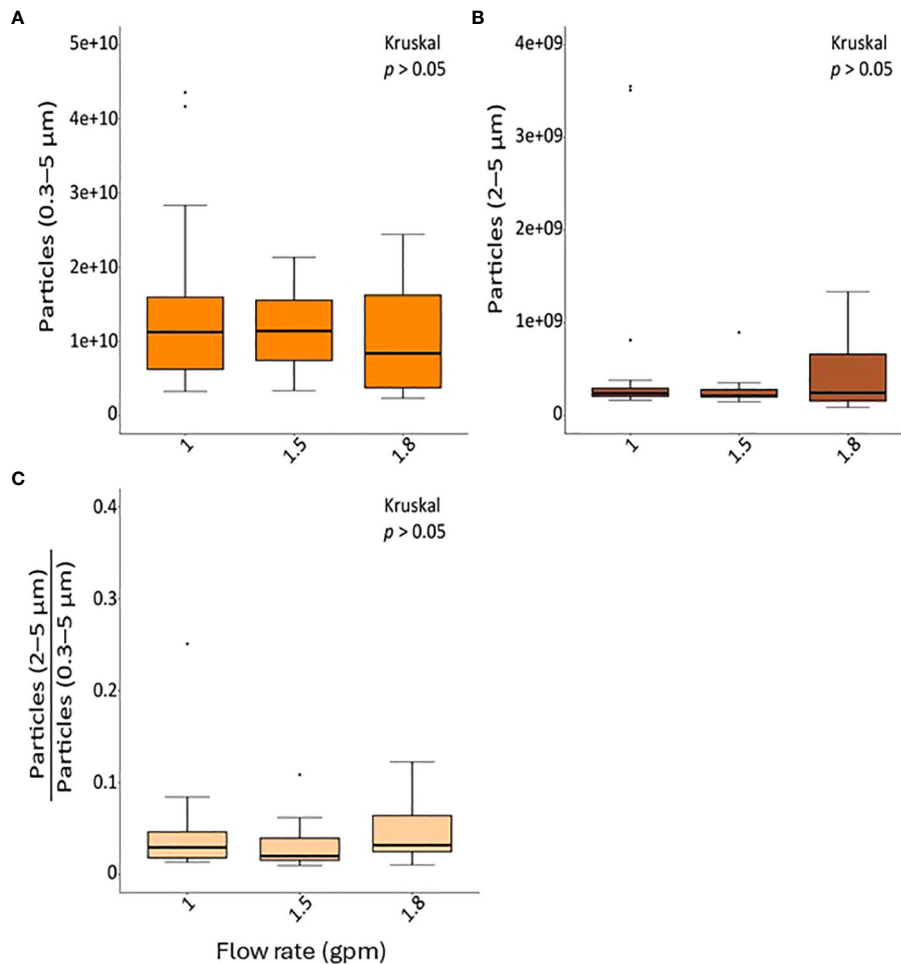 A
Particles (0.3–5 µm)
5e+10
4e+10
3e+10
2e+10
1e+10
0
Kruskal
p > 0.05
1
1.5
1.8
B
Particles (2–5 µm)
4e+09
3e+09
2e+09
1e+09
0
Kruskal
p > 0.05
1
1.5
1.8
C
Particles (2–5 µm)
Particles (0.3–5 µm)
0.4
0.3
0.2
0.1
0
Kruskal
p > 0.05
1
1.5
1.8
Flow rate (gpm)